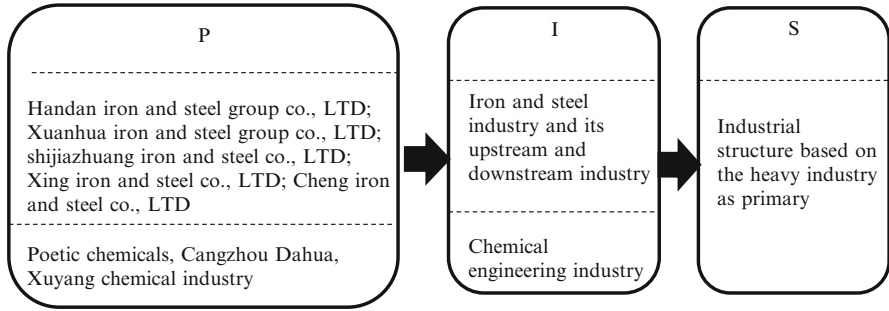 P
Handan iron and steel group co., LTD;
Xuanhua iron and steel group co., LTD;
shijiazhuang iron and steel co., LTD;
Xing iron and steel co., LTD; Cheng iron
and steel co., LTD
Poetic chemicals, Cangzhou Dahua,
Xuyang chemical industry
I
Iron and steel
industry and its
upstream and
downstream industry
Chemical
engineering industry
S
Industrial
structure based on
the heavy industry
as primary